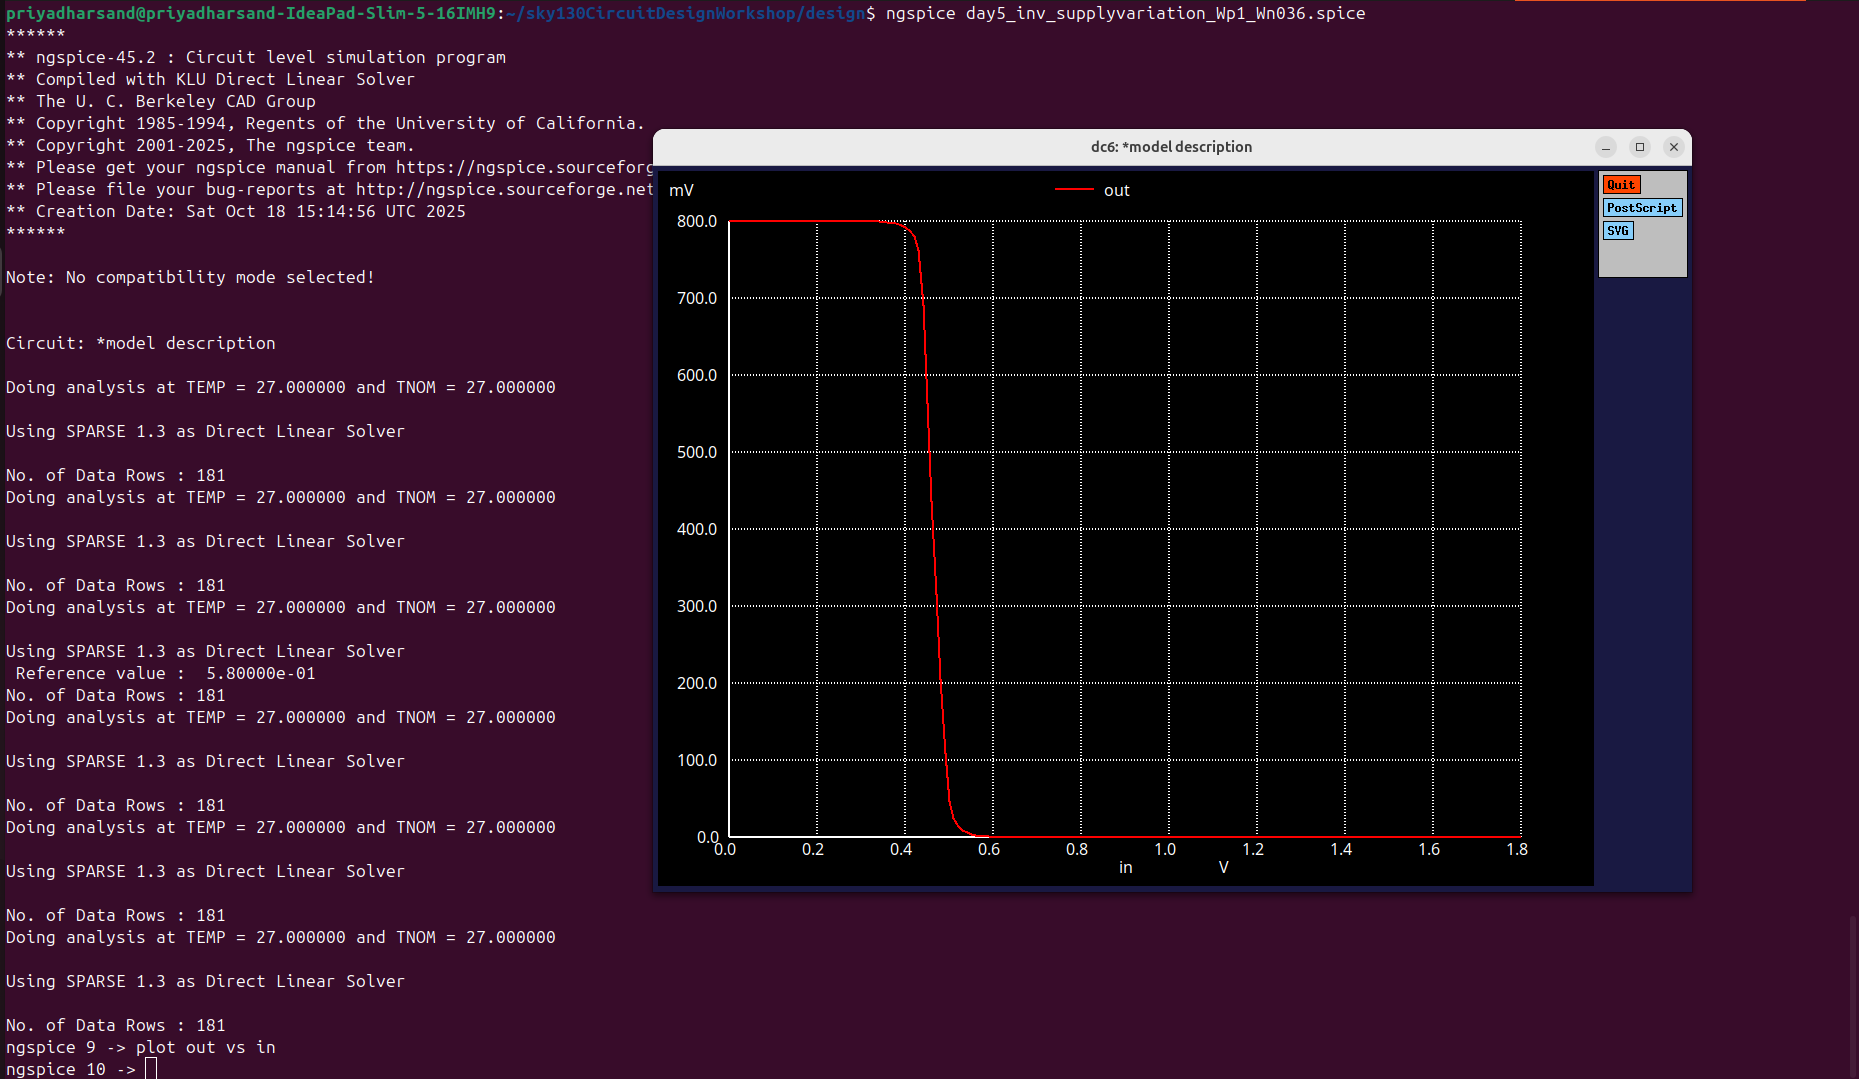 priyadharsand@priyadharsand-IdeaPad-Slim-5-16IMH9:~/sky130CircuitDesignWorkshop/design$ ngspice day5_inv_supplyvariation_Wp1_Wn036.spice
******
** ngspice-45.2 : Circuit level simulation program
** Compiled with KLU Direct Linear Solver
** The U. C. Berkeley CAD Group
** Copyright 1985-1994, Regents of the University of California.
** Copyright 2001-2025, The ngspice team.
** Please get your ngspice manual from https://ngspice.sourceforg
** Please file your bug-reports at http://ngspice.sourceforge.net
** Creation Date: Sat Oct 18 15:14:56 UTC 2025
******
Note: No compatibility mode selected!
Circuit: *model description
Doing analysis at TEMP = 27.000000 and TNOM = 27.000000
Using SPARSE 1.3 as Direct Linear Solver
No. of Data Rows : 181
Doing analysis at TEMP = 27.000000 and TNOM = 27.000000
Using SPARSE 1.3 as Direct Linear Solver
No. of Data Rows : 181
Doing analysis at TEMP = 27.000000 and TNOM = 27.000000
Using SPARSE 1.3 as Direct Linear Solver
Reference value :  5.80000e-01
No. of Data Rows : 181
Doing analysis at TEMP = 27.000000 and TNOM = 27.000000
Using SPARSE 1.3 as Direct Linear Solver
No. of Data Rows : 181
Doing analysis at TEMP = 27.000000 and TNOM = 27.000000
Using SPARSE 1.3 as Direct Linear Solver
No. of Data Rows : 181
Doing analysis at TEMP = 27.000000 and TNOM = 27.000000
Using SPARSE 1.3 as Direct Linear Solver
No. of Data Rows : 181
ngspice 9 -> plot out vs in
ngspice 10 ->
dc6: *model description
mV
out
Quit
PostScript
SVG
800.0
700.0
600.0
500.0
400.0
300.0
200.0
100.0
0.0
0.0 0.2 0.4 0.6 0.8 1.0 1.2 1.4 1.6 1.8
in V